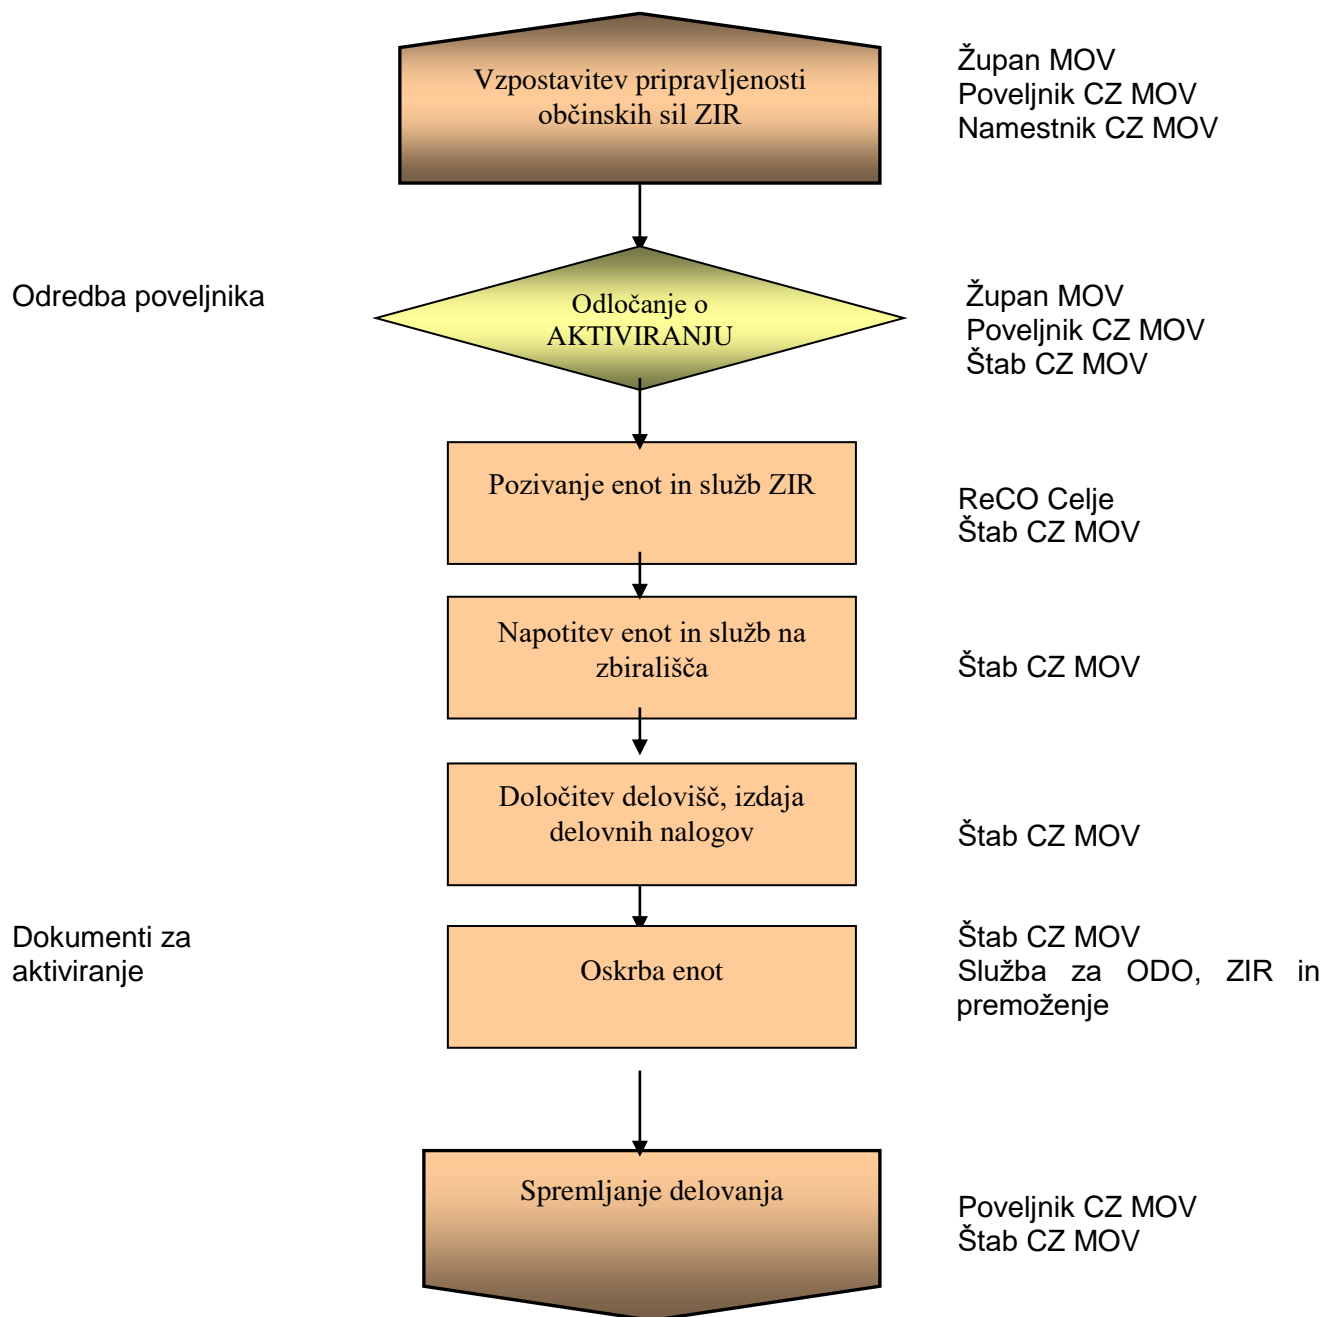 Vzpostavitev pripravljenosti
občinskih sil ZIR
Župan MOV
Poveljnik CZ MOV
Namestnik CZ MOV
Odredba poveljnika
Odločanje o
AKTIVIRANJU
Župan MOV
Poveljnik CZ MOV
Štab CZ MOV
Pozivanje enot in služb ZIR
ReCO Celje
Štab CZ MOV
Napotitev enot in služb na
zbirališča
Štab CZ MOV
Določitev delovišč, izdaja
delovnih nalogov
Štab CZ MOV
Dokumenti za
aktiviranje
Oskrba enot
Štab CZ MOV
Služba za ODO, ZIR in
premoženje
Spremljanje delovanja
Poveljnik CZ MOV
Štab CZ MOV